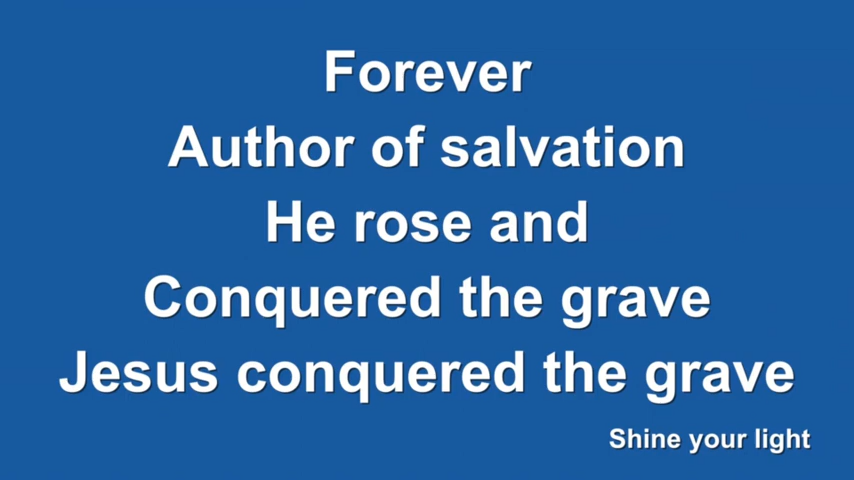 Forever
Author of salvation
He rose and
Conquered the grave
Jesus conquered the grave
Shine your light